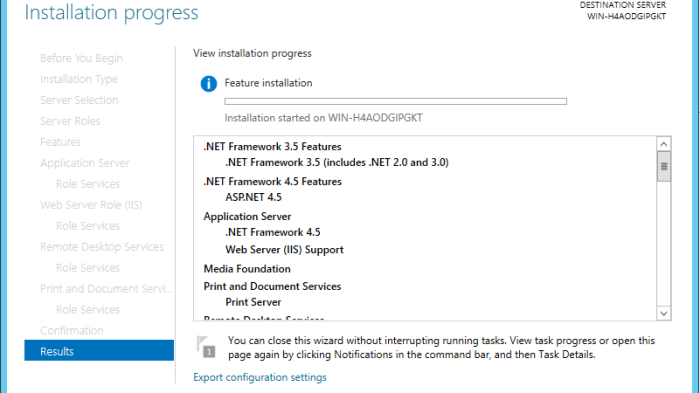 Installation progress
DESTINATION SERVER
WIN-H4AODGIPGKT
Before You Begin
Installation Type
Server Selection
Server Roles
Features
Application Server
Role Services
Web Server Role (IIS)
Role Services
Remote Desktop Services
Role Services
Print and Document Servi...
Role Services
Confirmation
Results
View installation progress
Feature installation
Installation started on WIN-H4AODGIPGKT
.NET Framework 3.5 Features
.NET Framework 3.5 (includes .NET 2.0 and 3.0)
.NET Framework 4.5 Features
ASP.NET 4.5
Application Server
.NET Framework 4.5
Web Server (IIS) Support
Media Foundation
Print and Document Services
Print Server
Remote Desktop Services
1
You can close this wizard without interrupting running tasks. View task progress or open this
page again by clicking Notifications in the command bar, and then Task Details.
Export configuration settings